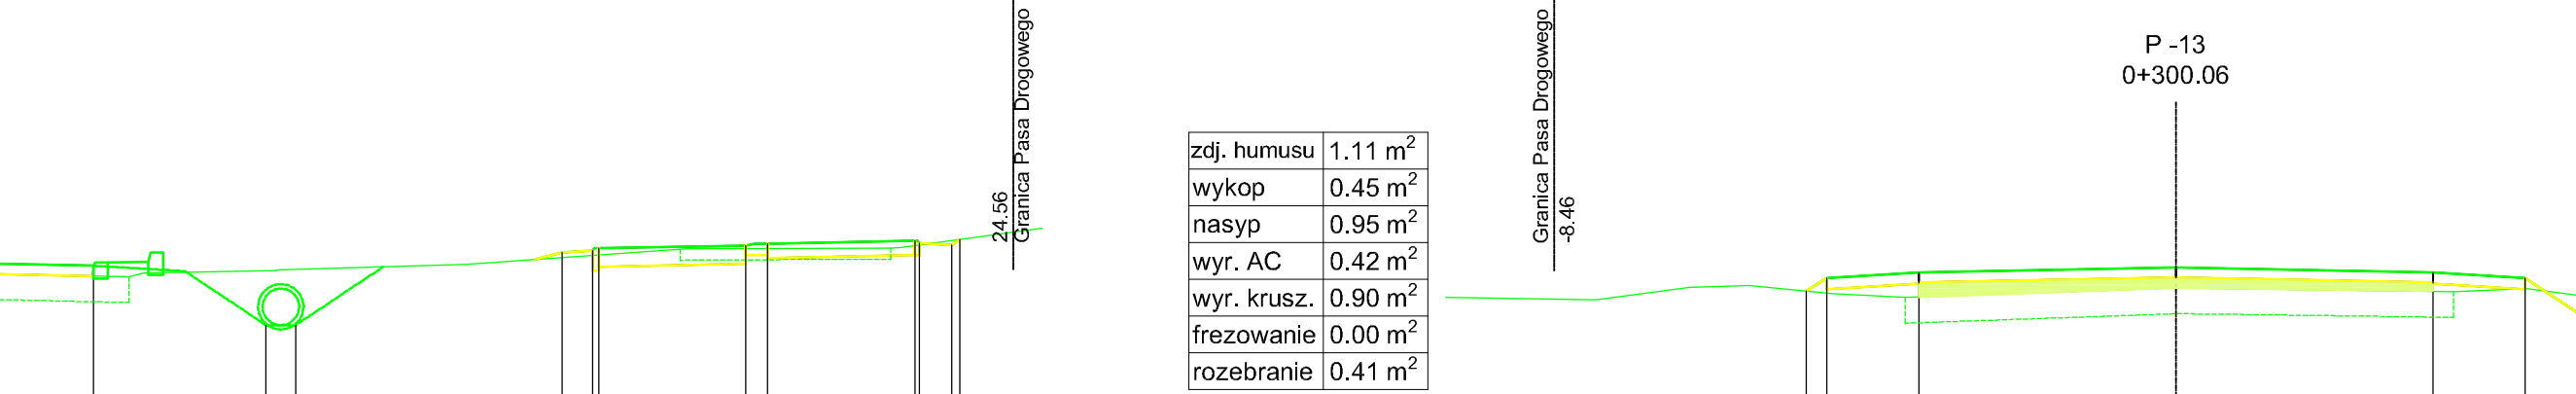 24.56
Granica Pasa Drogowego
zdj. humusu 1.11 m²
wykop 0.45 m²
nasyp 0.95 m²
wyr. AC 0.42 m²
wyr. krusz. 0.90 m²
frezowanie 0.00 m²
rozebranie 0.41 m²
Granica Pasa Drogowego
-8.46
P -13
0+300.06